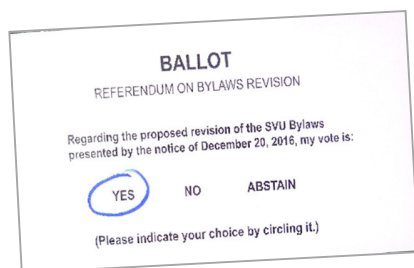 BALLOT
REFERENDUM ON BYLAWS REVISION
Regarding the proposed revision of the SVU Bylaws
presented by the notice of December 20, 2016, my vote is:
YES NO ABSTAIN
(Please indicate your choice by circling it.)